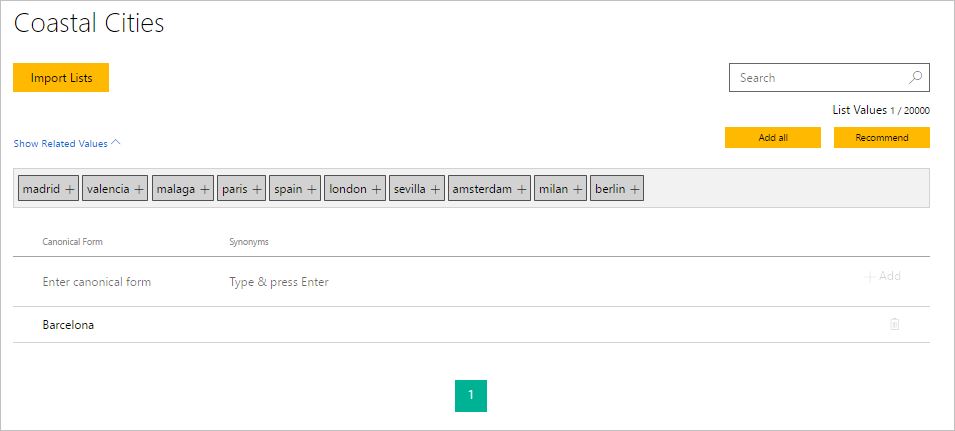 Coastal Cities
Import Lists
Search
List Values 1 / 20000
Show Related Values
Add all
Recommend
madrid + valencia + malaga + paris + spain + london + sevilla + amsterdam + milan + berlin +
Canonical Form Synonyms
Enter canonical form Type & press Enter + Add
Barcelona
1